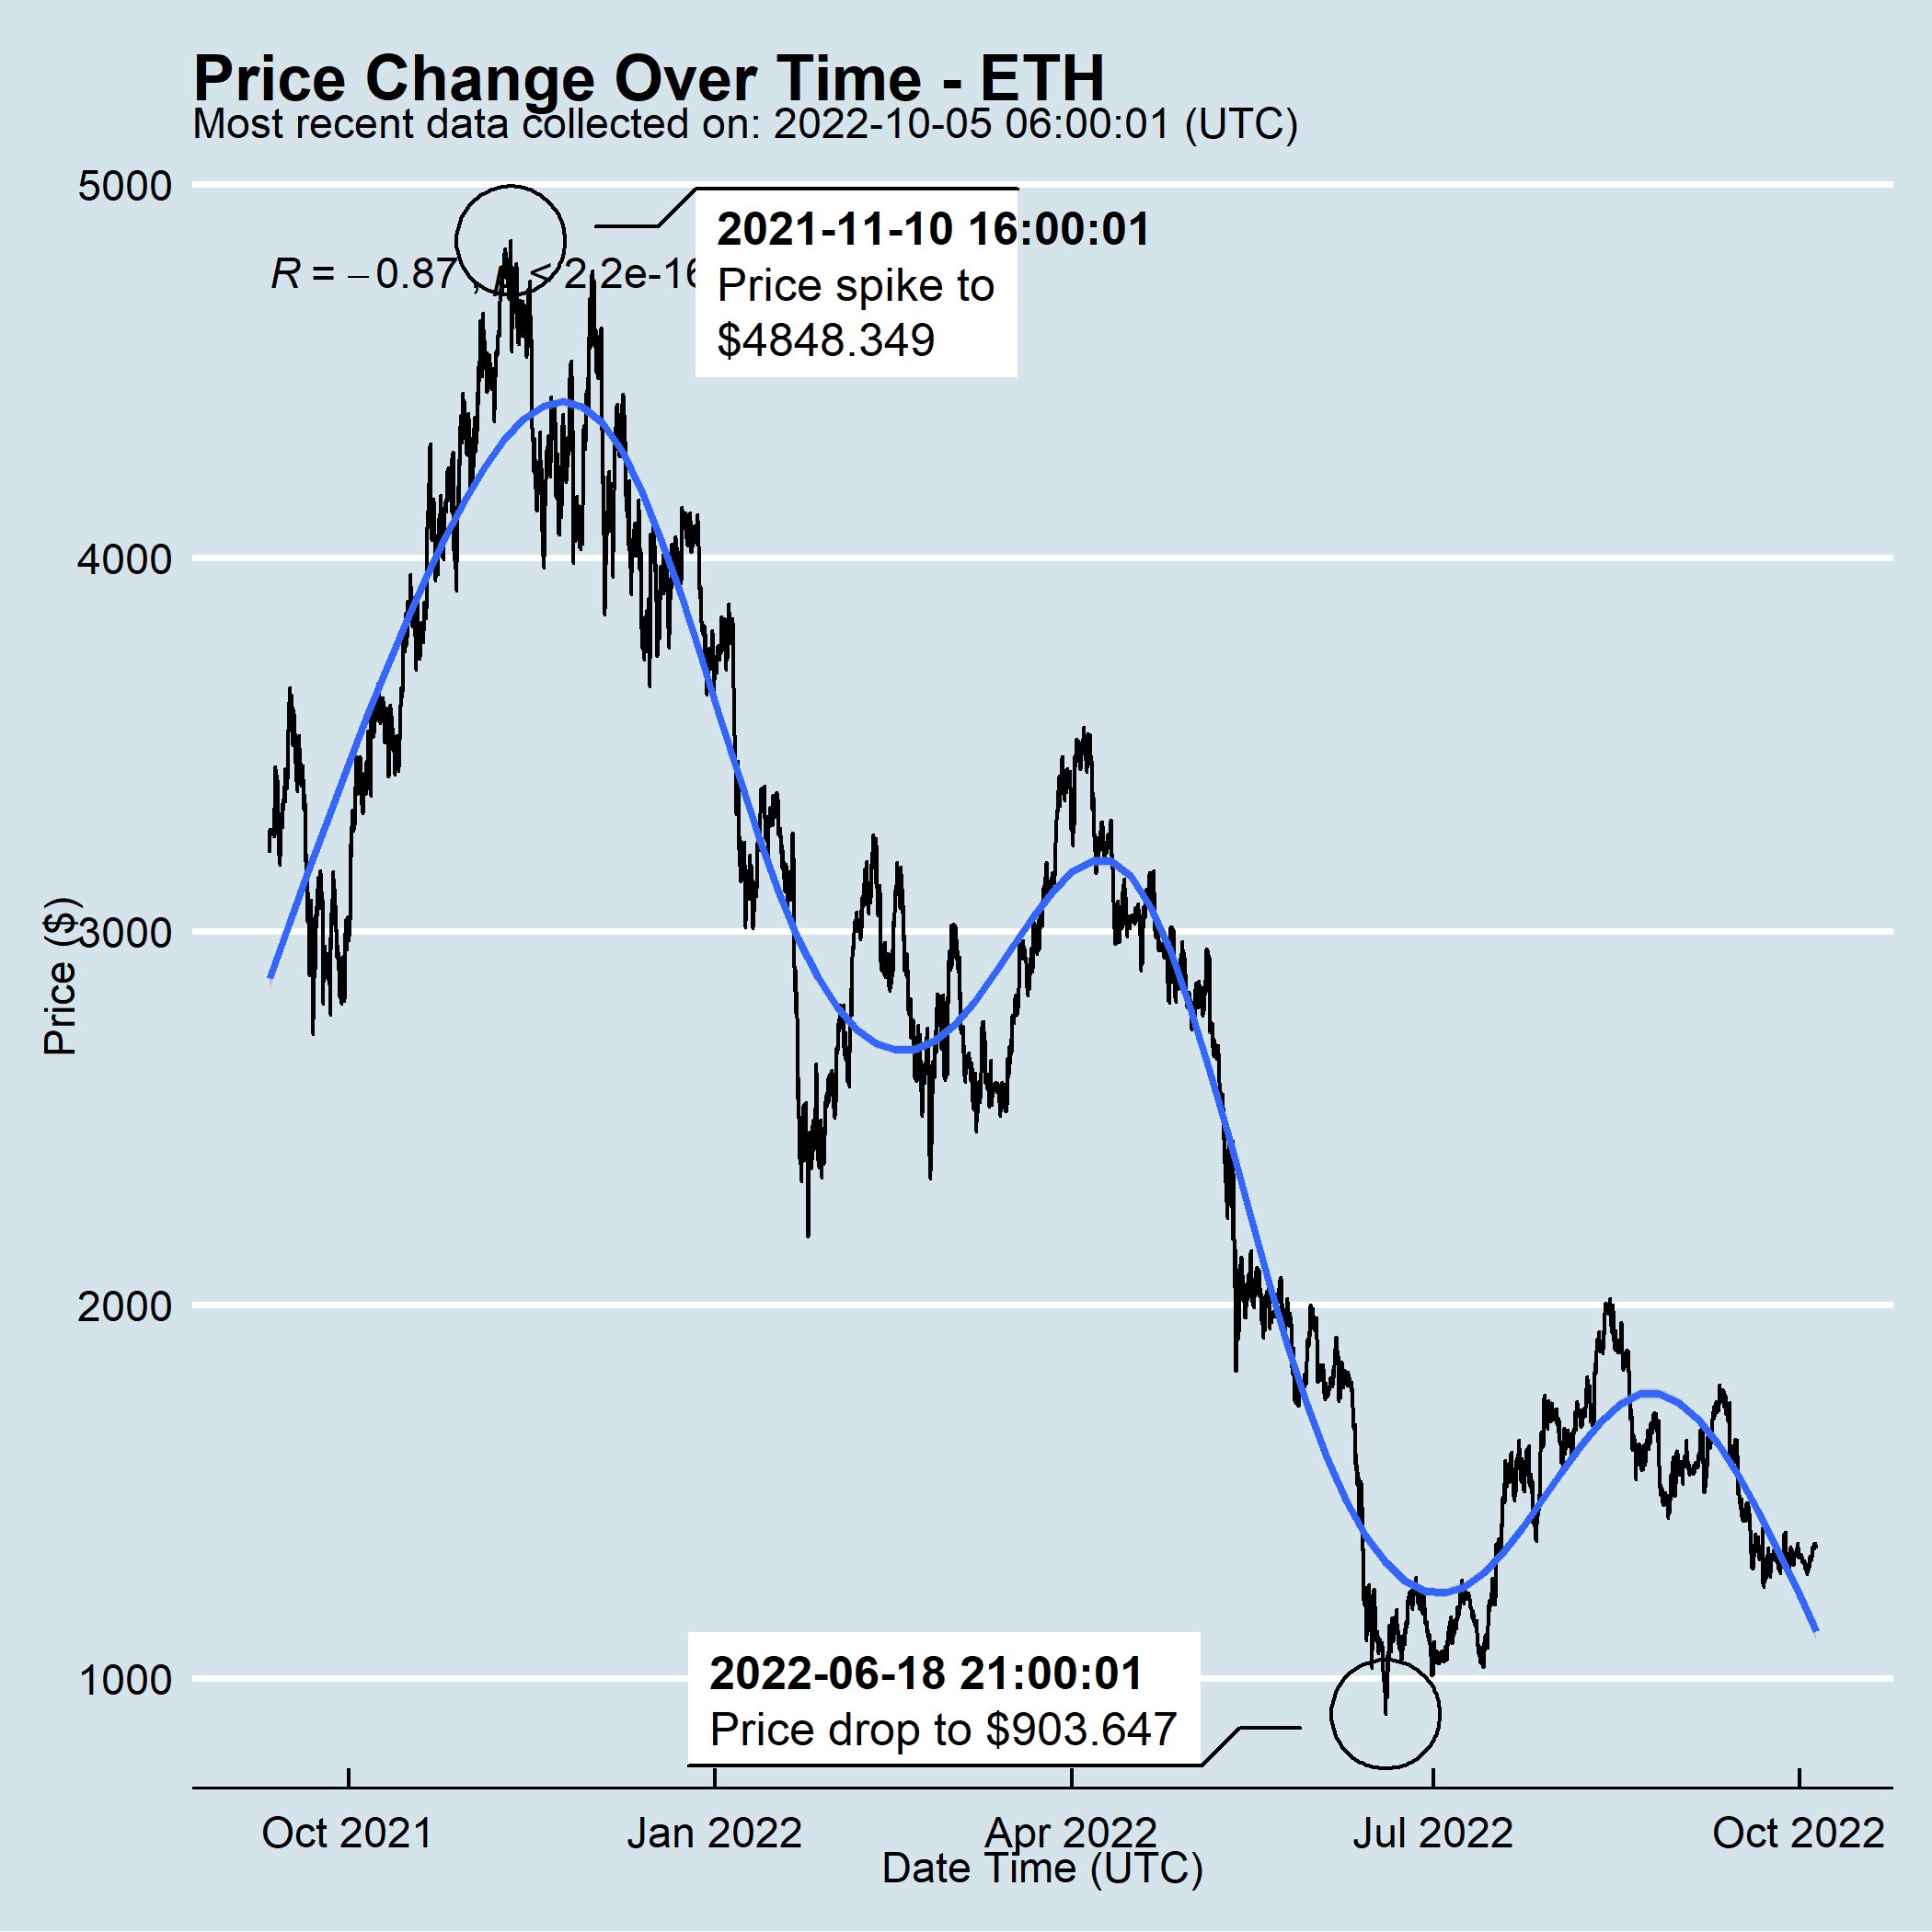 Price Change Over Time - ETH
Most recent data collected on: 2022-10-05 06:00:01 (UTC)
5000
2021-11-10 16:00:01
R = −0.87 , < 2.2e-16
Price spike to
$4848.349
4000
3000
Price ($)
2000
1000
2022-06-18 21:00:01
Price drop to $903.647
Oct 2021
Jan 2022
Apr 2022
Jul 2022
Oct 2022
Date Time (UTC)